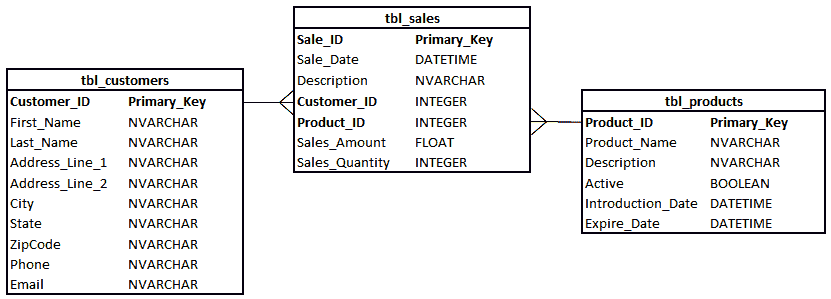 tbl_customers
Customer_ID Primary_Key
First_Name NVARCHAR
Last_Name NVARCHAR
Address_Line_1 NVARCHAR
Address_Line_2 NVARCHAR
City NVARCHAR
State NVARCHAR
ZipCode NVARCHAR
Phone NVARCHAR
Email NVARCHAR
tbl_sales
Sale_ID Primary_Key
Sale_Date DATETIME
Description NVARCHAR
Customer_ID INTEGER
Product_ID INTEGER
Sales_Amount FLOAT
Sales_Quantity INTEGER
tbl_products
Product_ID Primary_Key
Product_Name NVARCHAR
Description NVARCHAR
Active BOOLEAN
Introduction_Date DATETIME
Expire_Date DATETIME